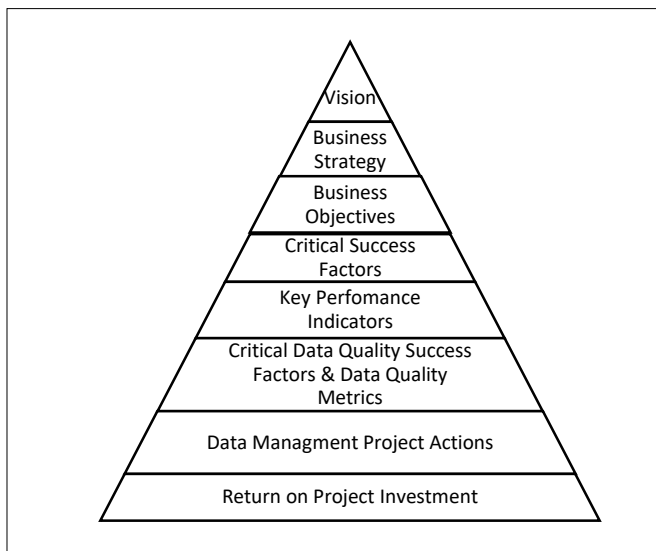 Vision
Business
Strategy
Business
Objectives
Critical Success
Factors
Key Perfomance
Indicators
Critical Data Quality Success
Factors & Data Quality
Metrics
Data Managment Project Actions
Return on Project Investment